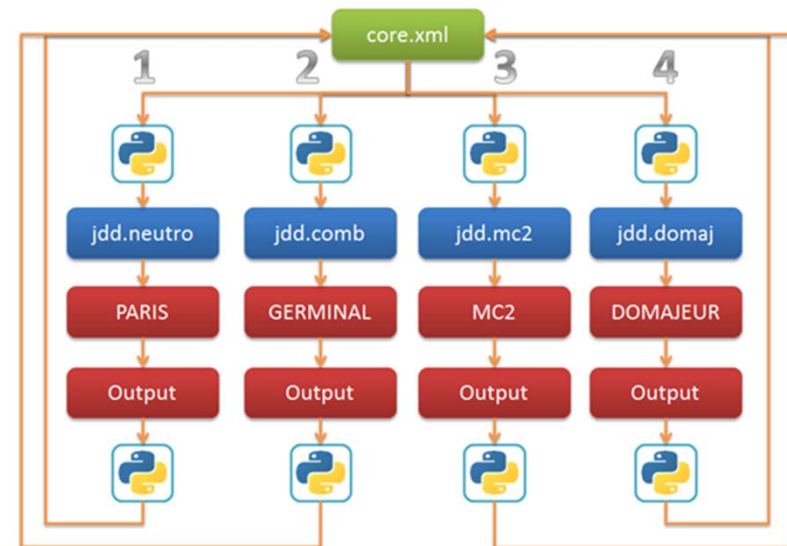 core.xml
1
2
3
4
jdd.neutro
jdd.comb
jdd.mc2
jdd.domaj
PARIS
GERMINAL
MC2
DOMAJEUR
Output
Output
Output
Output